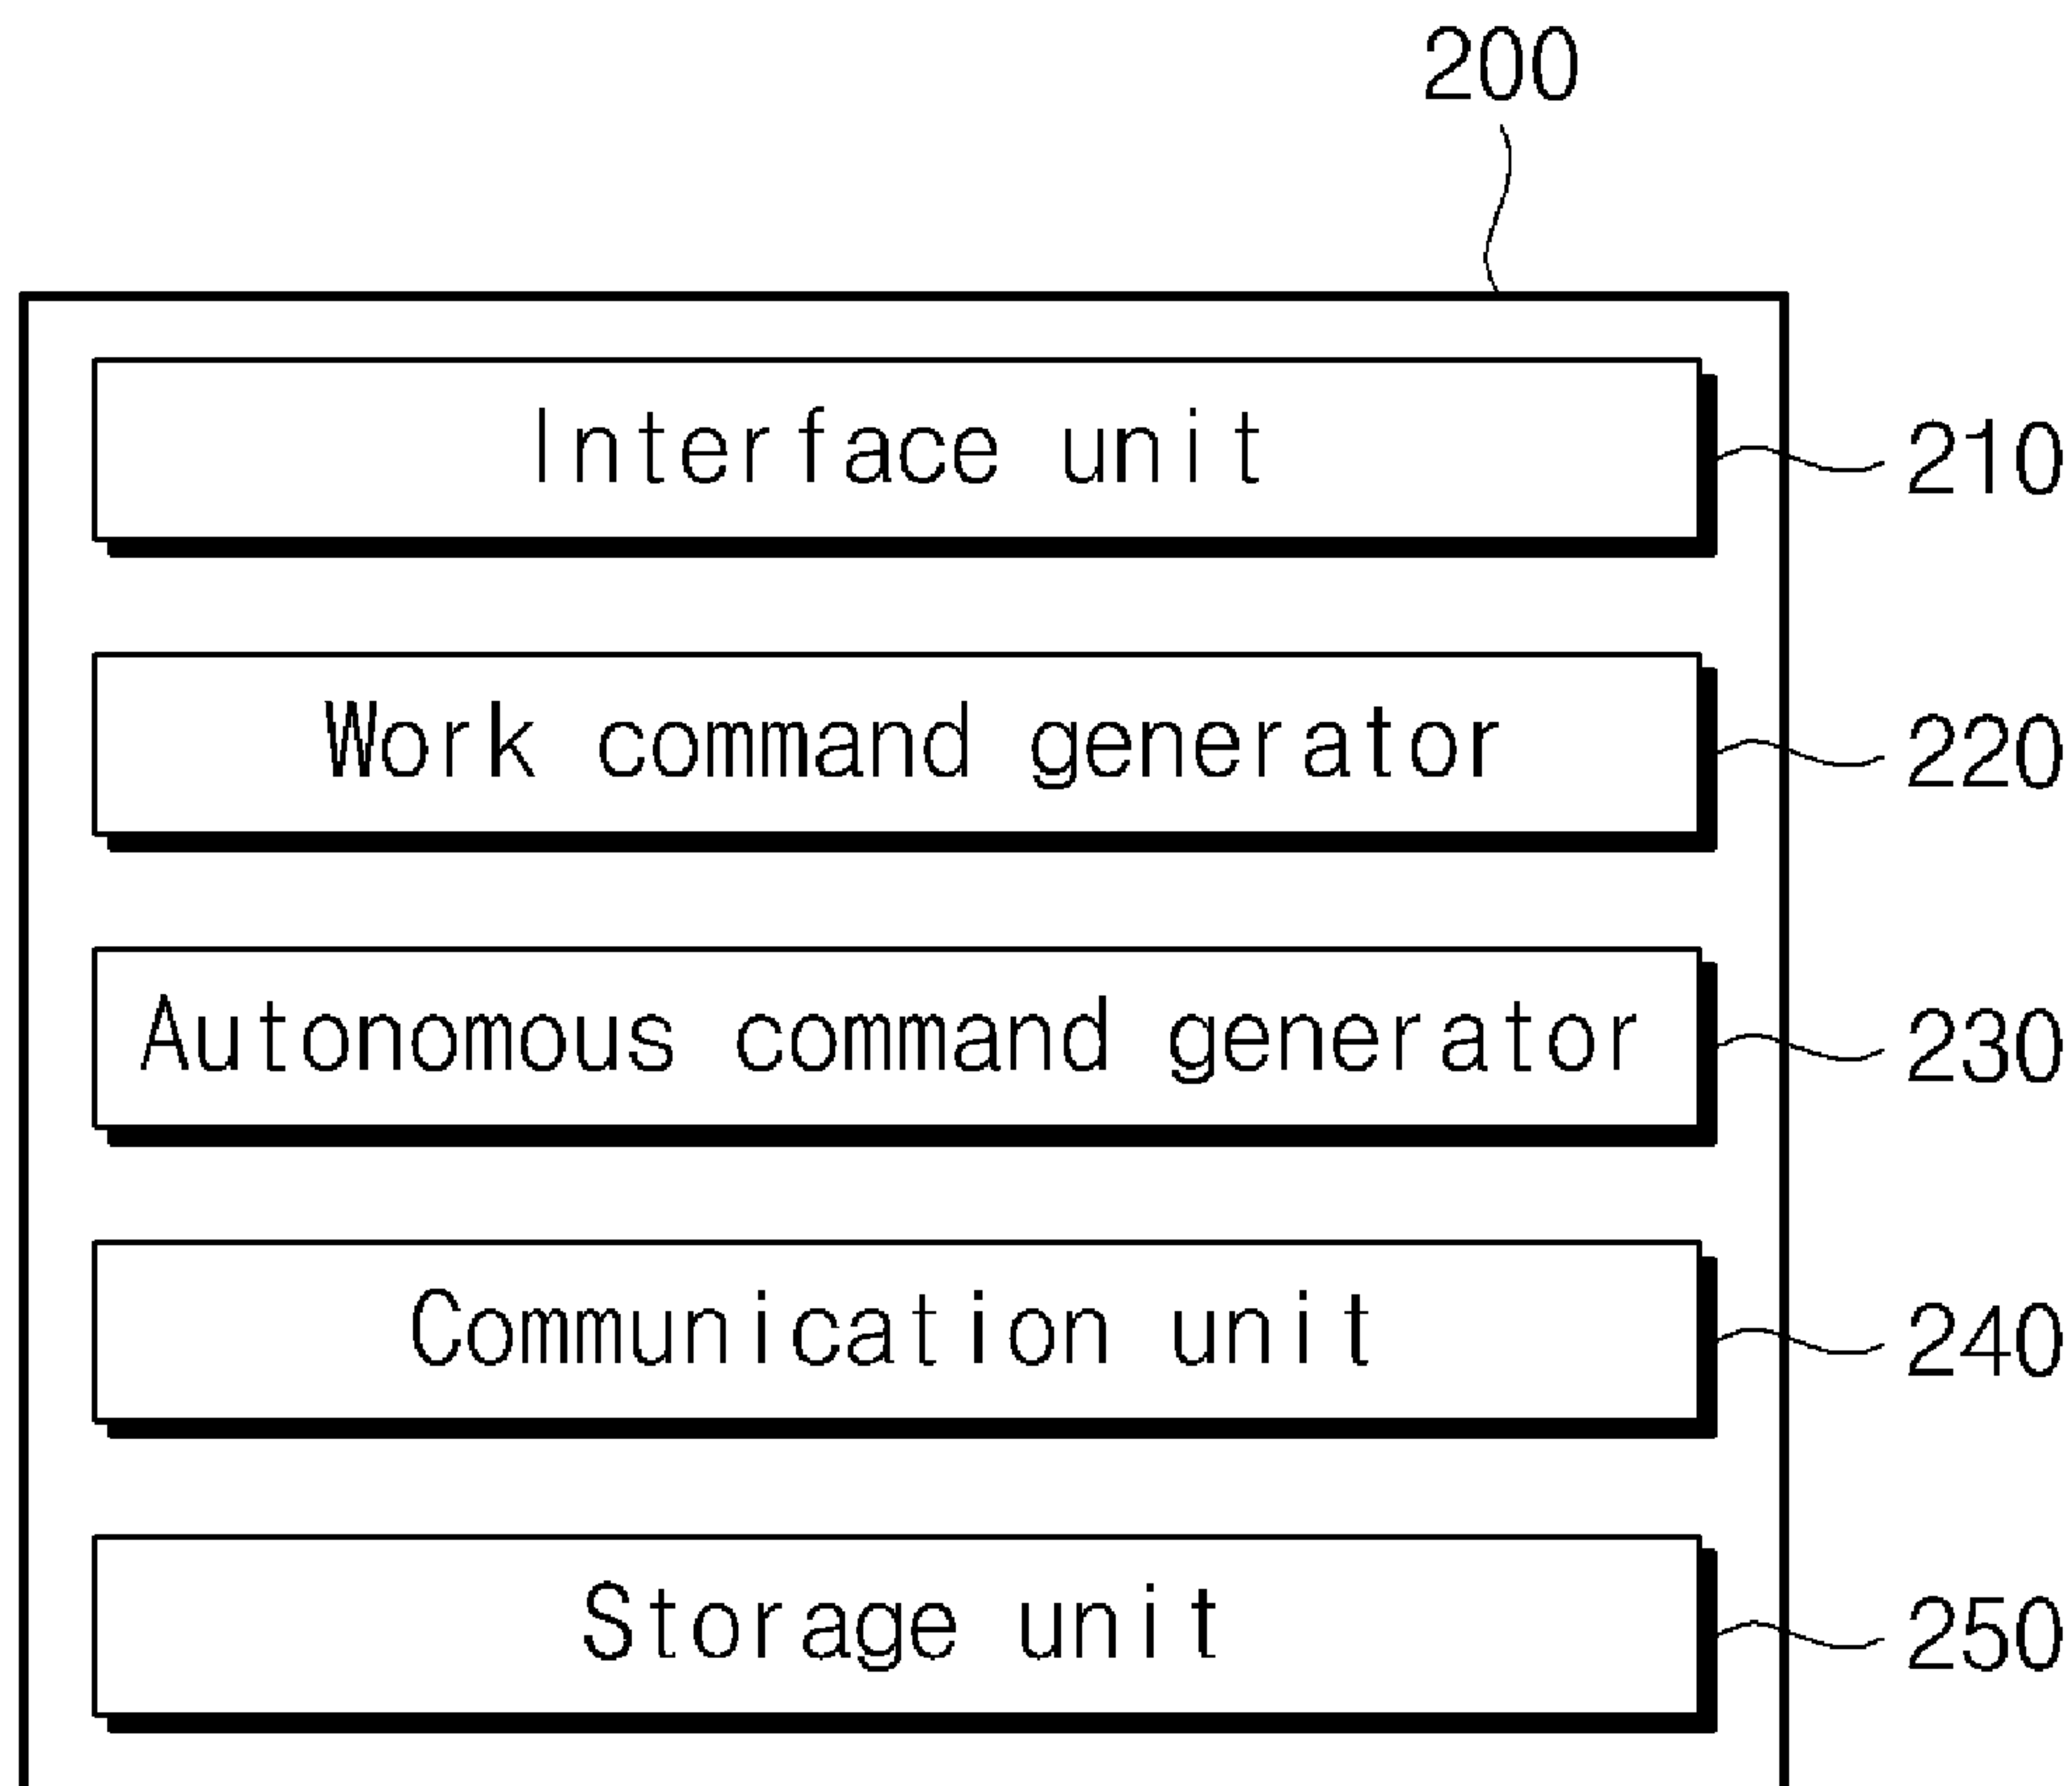 200
Interface unit 210
Work command generator 220
Autonomous command generator 230
Communication unit 240
Storage unit 250